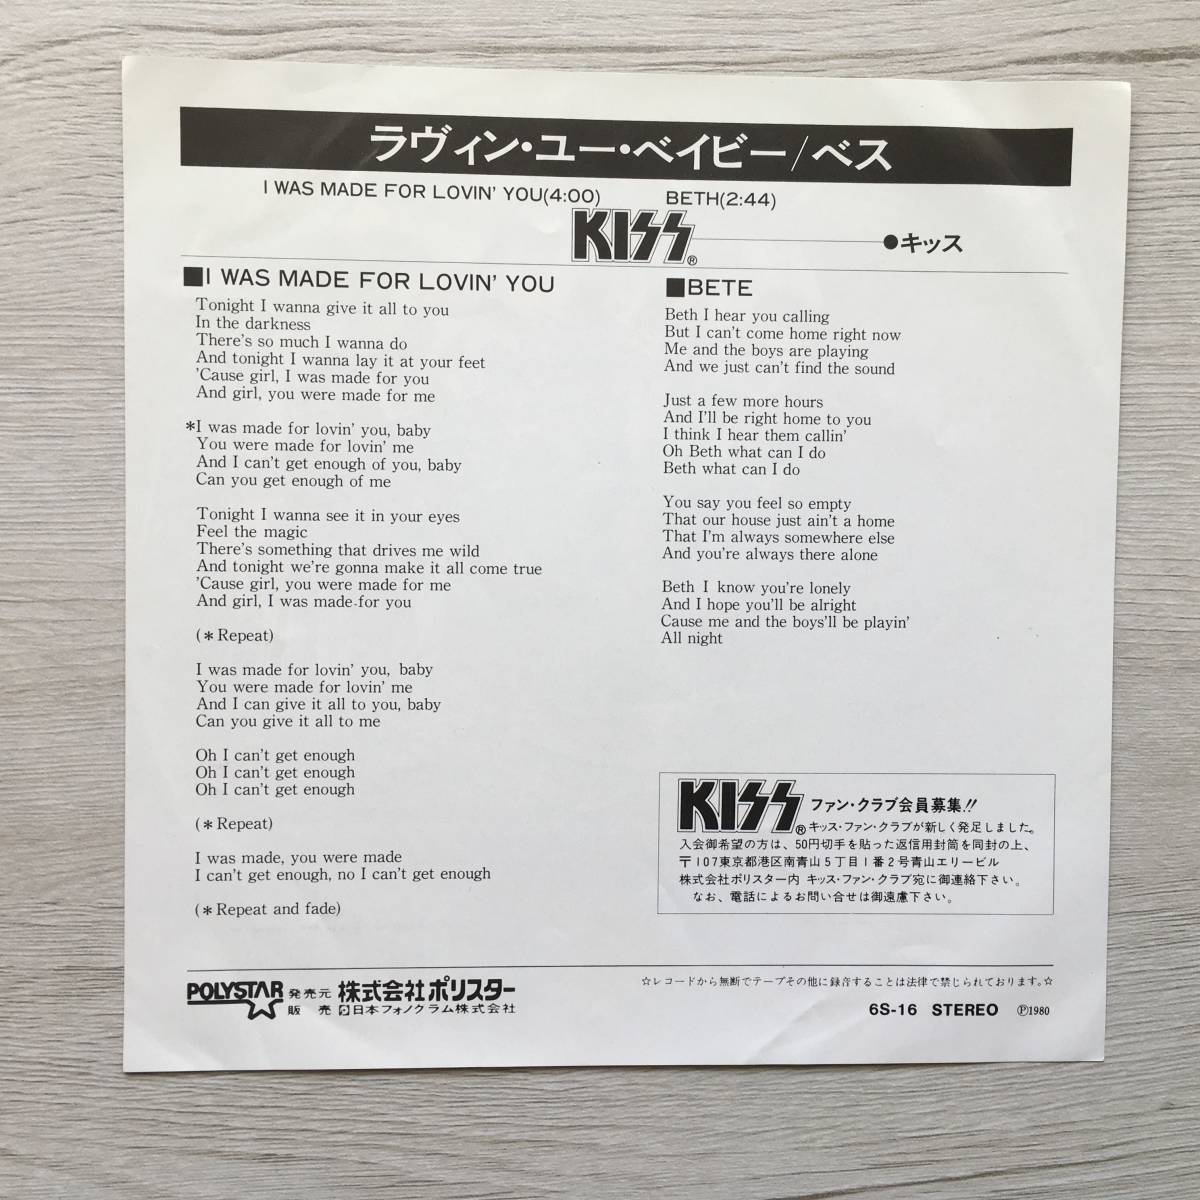 ラヴィン・ユー・ベイビー/ベス
I WAS MADE FOR LOVIN' YOU(4:00) BETH(2:44)
KISS® ●キッス
■I WAS MADE FOR LOVIN' YOU
Tonight I wanna give it all to you
In the darkness
There's so much I wanna do
And tonight I wanna lay it at your feet
'Cause girl, I was made for you
And girl, you were made for me
*I was made for lovin' you, baby
You were made for lovin' me
And I can't get enough of you, baby
Can you get enough of me
Tonight I wanna see it in your eyes
Feel the magic
There's something that drives me wild
And tonight we're gonna make it all come true
'Cause girl, you were made for me
And girl, I was made-for you
(*Repeat)
I was made for lovin' you, baby
You were made for lovin' me
And I can give it all to you, baby
Can you give it all to me
Oh I can't get enough
Oh I can't get enough
Oh I can't get enough
(*Repeat)
I was made, you were made
I can't get enough, no I can't get enough
(*Repeat and fade)
■BETE
Beth I hear you calling
But I can't come home right now
Me and the boys are playing
And we just can't find the sound
Just a few more hours
And I'll be right home to you
I think I hear them callin'
Oh Beth what can I do
Beth what can I do
You say you feel so empty
That our house just ain't a home
That I'm always somewhere else
And you're always there alone
Beth I know you're lonely
And I hope you'll be alright
Cause me and the boys'll be playin'
All night
KISS® ファン・クラブ会員募集!!
キッス・ファン・クラブが新しく発足しました。
入会御希望の方は、50円切手を貼った返信用封筒を同封の上、
〒107東京都港区南青山5丁目1番2号青山エリービル
株式会社ポリスター内 キッス・ファン・クラブ宛に御連絡下さい。
なお、電話によるお問い合せは御遠慮下さい。
POLYSTAR 発売元 株式会社ポリスター
販 売 日本フォノグラム株式会社
☆レコードから無断でテープその他に録音することは法律で禁じられております。☆
6S-16 STEREO ℗1980